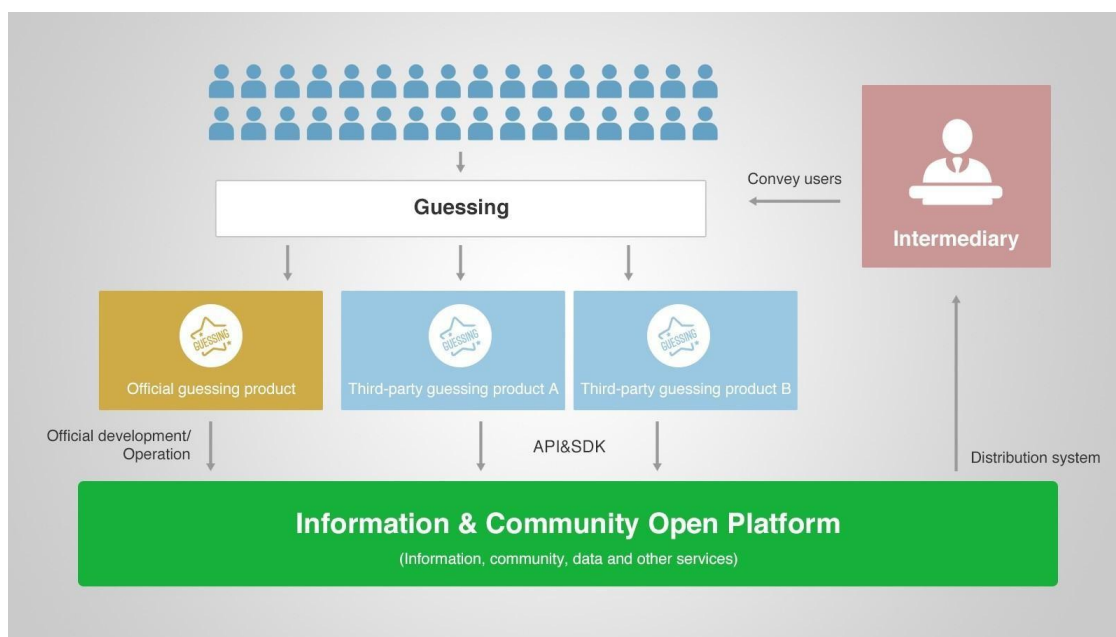 Convey users
Guessing
Intermediary
GUESSING
GUESSING
GUESSING
Official guessing product
Third-party guessing product A
Third-party guessing product B
Official development/
Operation
API&SDK
Distribution system
Information & Community Open Platform
(Information, community, data and other services)